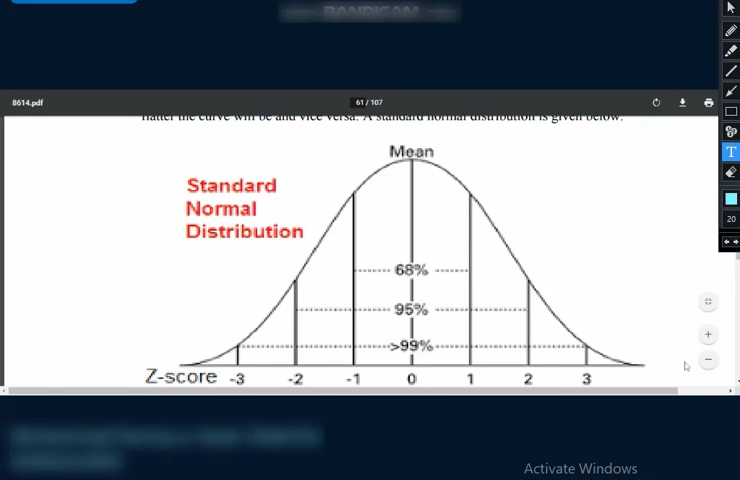 BANDICAM
8614.pdf
61 / 107
flatter the curve will be and vice versa. A standard normal distribution is given below.
Mean
Standard
Normal
Distribution
68%
95%
>99%
Z-score -3 -2 -1 0 1 2 3
T
20
Activate Windows